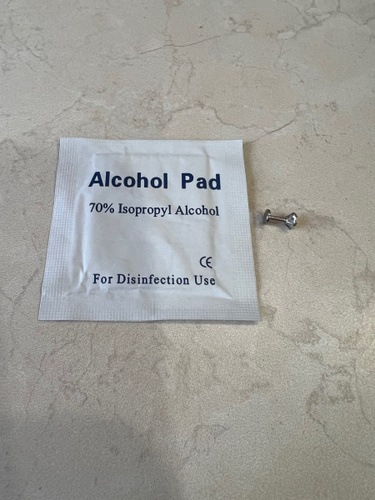 Alcohol Pad
70% Isopropyl Alcohol
CE
For Disinfection Use